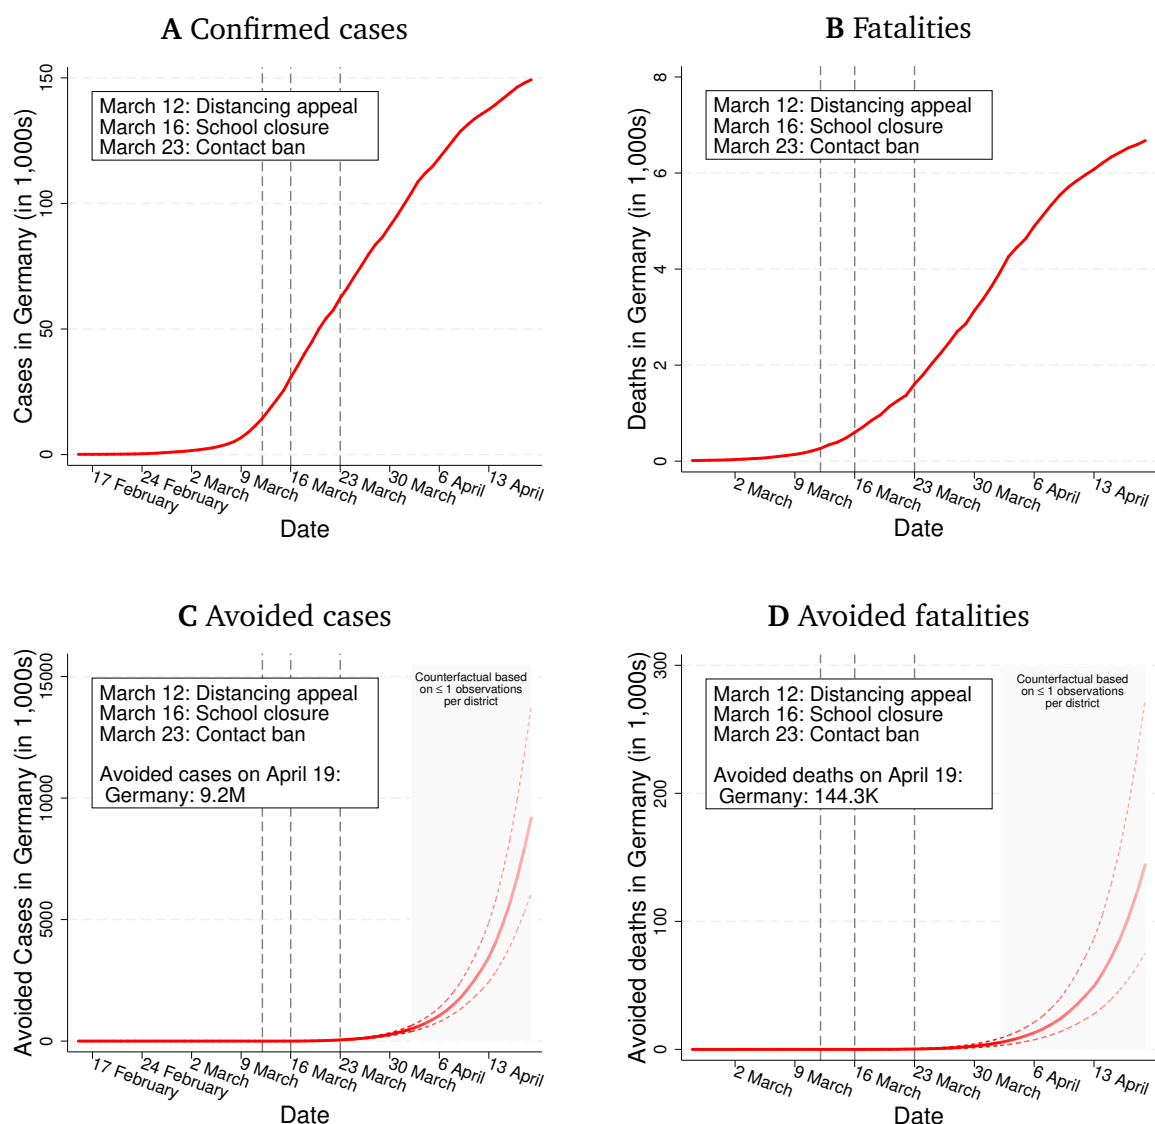 A Confirmed cases
Cases in Germany (in 1,000s)
150
100
50
0
March 12: Distancing appeal
March 16: School closure
March 23: Contact ban
17 February
24 February
2 March
9 March
16 March
23 March
30 March
6 April
13 April
Date
B Fatalities
Deaths in Germany (in 1,000s)
8
6
4
2
0
March 12: Distancing appeal
March 16: School closure
March 23: Contact ban
2 March
9 March
16 March
23 March
30 March
6 April
13 April
Date
C Avoided cases
Avoided Cases in Germany (in 1,000s)
15000
10000
5000
0
March 12: Distancing appeal
March 16: School closure
March 23: Contact ban
Avoided cases on April 19:
Germany: 9.2M
Counterfactual based
on ≤ 1 observations
per district
17 February
24 February
2 March
9 March
16 March
23 March
30 March
6 April
13 April
Date
D Avoided fatalities
Avoided deaths in Germany (in 1,000s)
300
200
100
0
March 12: Distancing appeal
March 16: School closure
March 23: Contact ban
Avoided deaths on April 19:
Germany: 144.3K
Counterfactual based
on ≤ 1 observations
per district
2 March
9 March
16 March
23 March
30 March
6 April
13 April
Date